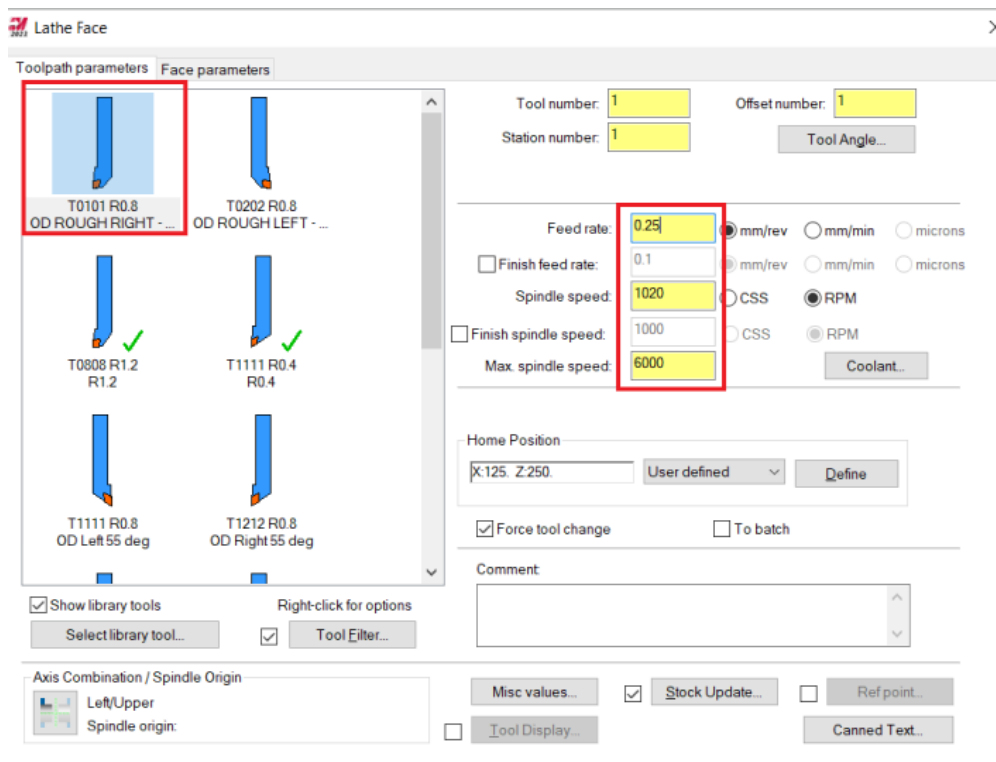 2023 Lathe Face
Toolpath parameters Face parameters
T0101 R0.8
OD ROUGH RIGHT - ...
T0202 R0.8
OD ROUGH LEFT - ...
T0808 R1.2
R1.2
T1111 R0.4
R0.4
T1111 R0.8
OD Left 55 deg
T1212 R0.8
OD Right 55 deg
Show library tools
Right-click for options
Select library tool...
Tool Filter...
Axis Combination / Spindle Origin
Left/Upper
Spindle origin:
Tool number: 1
Offset number: 1
Station number: 1
Tool Angle...
Feed rate: 0.25 mm/rev mm/min microns
Finish feed rate: 0.1 mm/rev mm/min microns
Spindle speed: 1020 CSS RPM
Finish spindle speed: 1000 CSS RPM
Max. spindle speed: 6000
Coolant...
Home Position
X:125. Z:250. User defined Define
Force tool change To batch
Comment
Misc values... Stock Update... Ref point...
Tool Display... Canned Text...